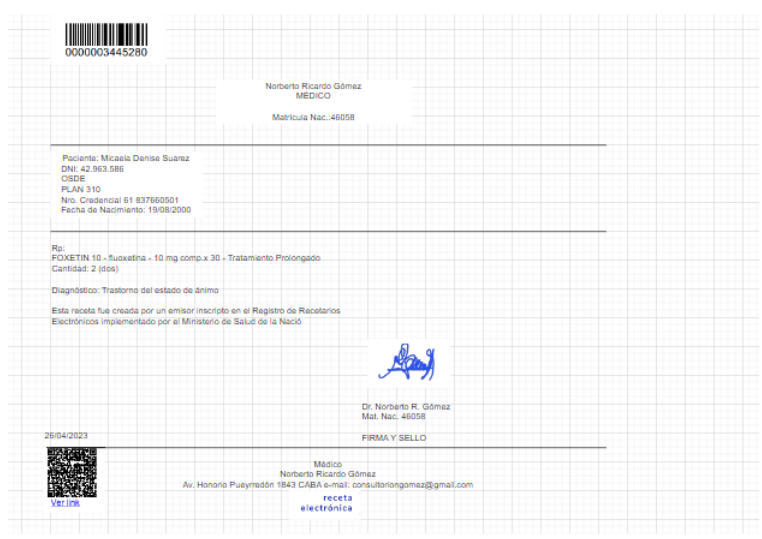 0000003445280
Norberto Ricardo Gómez
MÉDICO
Matrícula Nac.:46058
Paciente: Micaela Denise Suarez
DNI: 42.963.586
OSDE
PLAN 310
Nro. Credencial 61 837660501
Fecha de Nacimiento: 19/08/2000
Rp:
FOXETIN 10 - fluoxetina - 10 mg comp.x 30 - Tratamiento Prolongado
Cantidad: 2 (dos)
Diagnóstico: Trastorno del estado de ánimo
Esta receta fue creada por un emisor inscripto en el Registro de Recetarios
Electrónicos implementado por el Ministerio de Salud de la Nació
Dr. Norberto R. Gómez
Mat. Nac. 46058
26/04/2023
FIRMA Y SELLO
Médico
Norberto Ricardo Gómez
Av. Honorio Pueyrredón 1843 CABA e-mail: consultoriongomez@gmail.com
Ver link
receta
electrónica